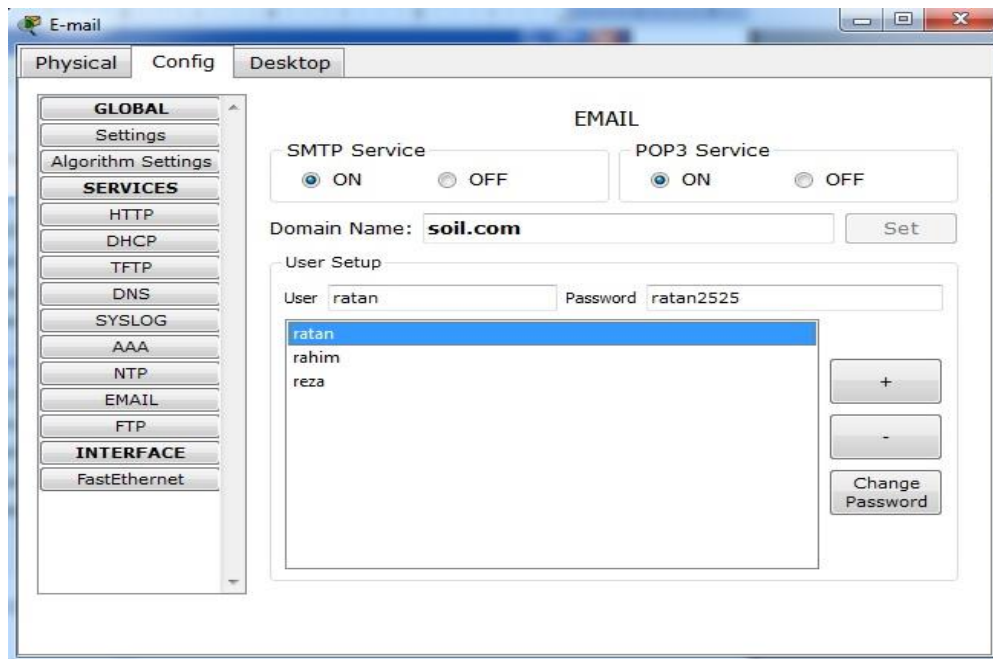 E-mail
Physical Config Desktop
GLOBAL
Settings
Algorithm Settings
SERVICES
HTTP
DHCP
TFTP
DNS
SYSLOG
AAA
NTP
EMAIL
FTP
INTERFACE
FastEthernet
EMAIL
SMTP Service
ON OFF
POP3 Service
ON OFF
Domain Name: soil.com Set
User Setup
User ratan Password ratan2525
ratan
rahim
reza
+
-
Change
Password